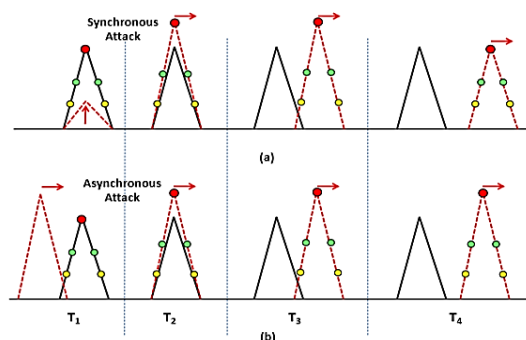 Synchronous
Attack
(a)
Asynchronous
Attack
T1
T2
T3
T4
(b)